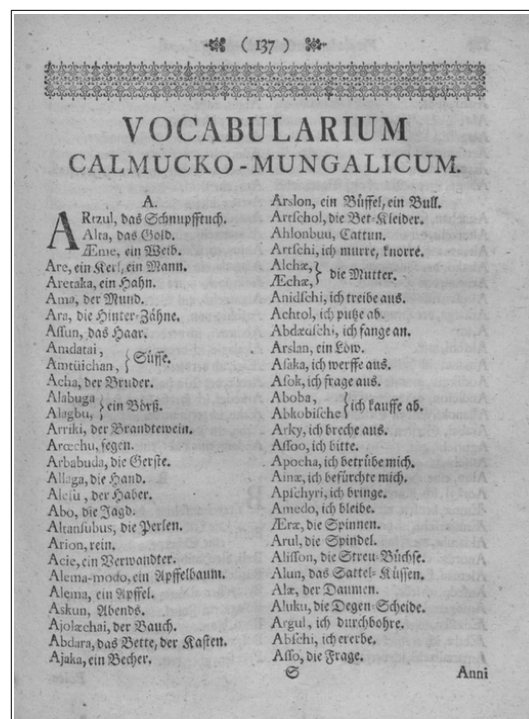 ( 137 )
VOCABULARIUM
CALMUCKO-MUNGALICUM.
A.
ARtzul, das Schnupfftuch.
Alta, das Gold.
Æme, ein Weib.
Are, ein Kerl, ein Mann.
Aretaka, ein Hahn.
Ama, der Mund.
Ara, die Hinter-Zähne.
Assun, das Haar.
Amdatai,
Amtüichan, } Süsse.
Acha, der Bruder.
Alabuga
Alagbu, } ein Börß.
Arriki, der Brandtewein.
Arœchu, fegen.
Arbabuda, die Gerste.
Allaga, die Hand.
Alesu, der Haber.
Abo, die Jagd.
Altansubus, die Perlen.
Arion, rein.
Acie, ein Verwandter.
Alema-modo, ein Apffelbaum.
Alema, ein Apffel.
Askun, Abends.
Ajolæchai, der Bauch.
Abdara, das Bette, der Kasten.
Ajaka, ein Becher.
Arslon, ein Büffel, ein Bull.
Artschol, die Bet-Kleider.
Ahlonbuu, Cattun.
Artschi, ich murre, knorre.
Alchæ,
Æchæ, } die Mutter.
Anidschi, ich treibe aus.
Achtol, ich putze ab.
Abdædschi, ich fange an.
Arslan, ein Löw.
Asaka, ich werffe aus.
Asok, ich frage aus.
Aboba,
Abkobische } ich kauffe ab.
Arky, ich breche aus.
Assoo, ich bitte.
Apocha, ich betrübe mich.
Ainæ, ich befürchte mich.
Apschyri, ich bringe.
Amedo, ich bleibe.
Æræ, die Spinnen.
Arul, die Spindel.
Alisson, die Streu-Büchse.
Alun, das Sattel-Küssen.
Alæ, der Daumen.
Aluku, die Degen-Scheide.
Argul, ich durchbohre.
Abschi, ich ererbe.
Asso, die Frage.
S Anni